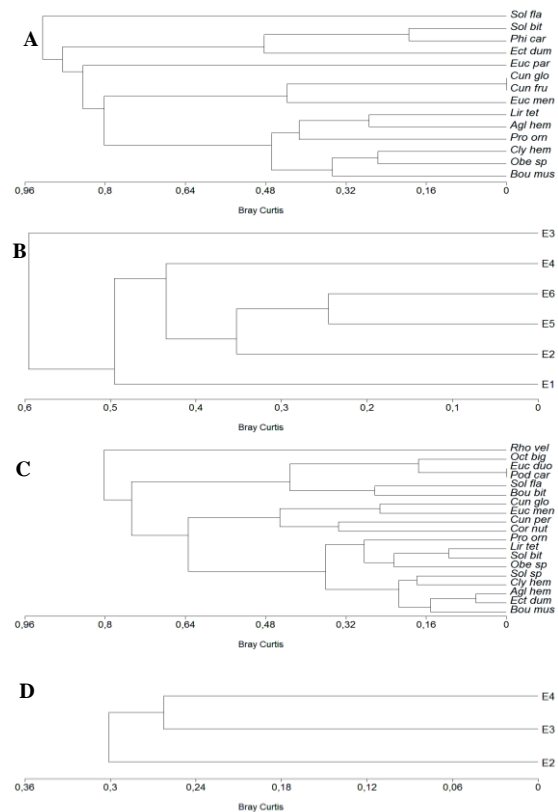 A
Sol fla
Sol bit
Phi car
Ect dum
Euc par
Cun glo
Cun fru
Euc men
Lir tet
Agl hem
Pro orn
Cly hem
Obe sp
Bou mus
0,96 0,8 0,64 0,48 0,32 0,16 0
Bray Curtis
B
E3
E4
E6
E5
E2
E1
0,6 0,5 0,4 0,3 0,2 0,1 0
Bray Curtis
C
Rho vel
Oct big
Euc duo
Pod car
Sol fla
Bou bit
Cun glo
Euc men
Cun per
Cor nut
Pro orn
Lir tet
Sol bit
Obe sp
Sol sp
Cly hem
Agl hem
Ect dum
Bou mus
0,96 0,8 0,64 0,48 0,32 0,16 0
Bray Curtis
D
E4
E3
E2
0,36 0,3 0,24 0,18 0,12 0,06 0
Bray Curtis